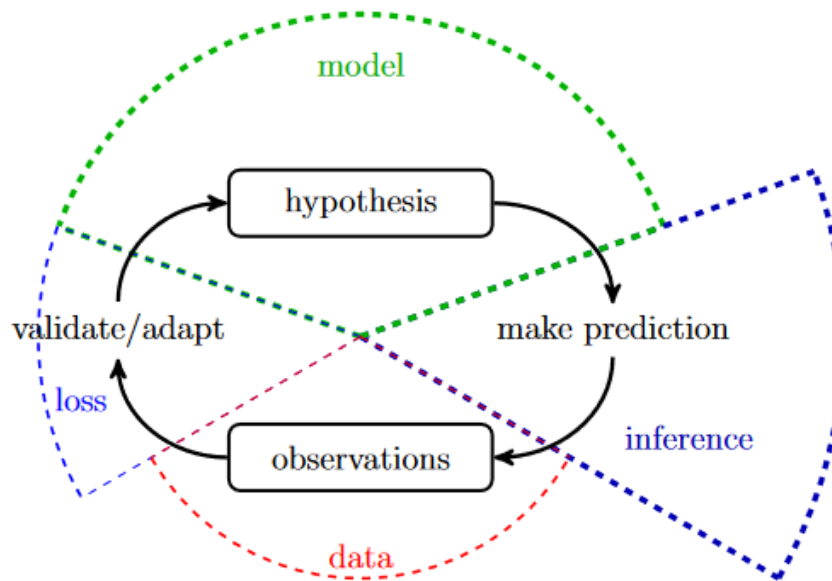 model
hypothesis
validate/adapt
make prediction
loss
inference
observations
data